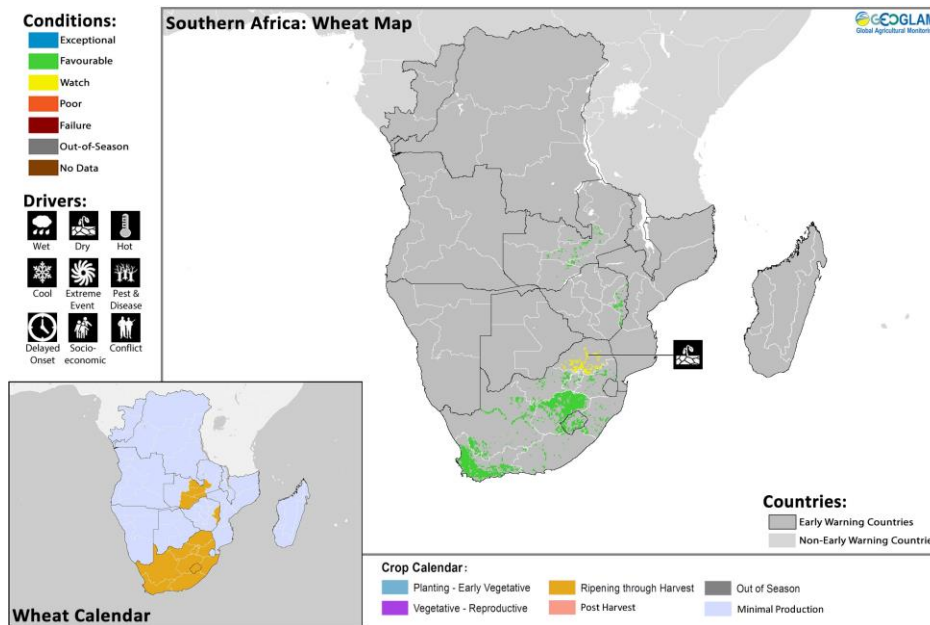 Conditions:
Exceptional
Favourable
Watch
Poor
Failure
Out-of-Season
No Data
Drivers:
Wet
Dry
Hot
Cool
Extreme
Event
Pest &
Disease
Delayed
Onset
Socio-
economic
Conflict
Southern Africa: Wheat Map
GEOGLAM
Global Agricultural Monitoring
Countries:
Early Warning Countries
Non-Early Warning Countries
Wheat Calendar
Crop Calendar:
Planting - Early Vegetative
Ripening through Harvest
Out of Season
Vegetative - Reproductive
Post Harvest
Minimal Production